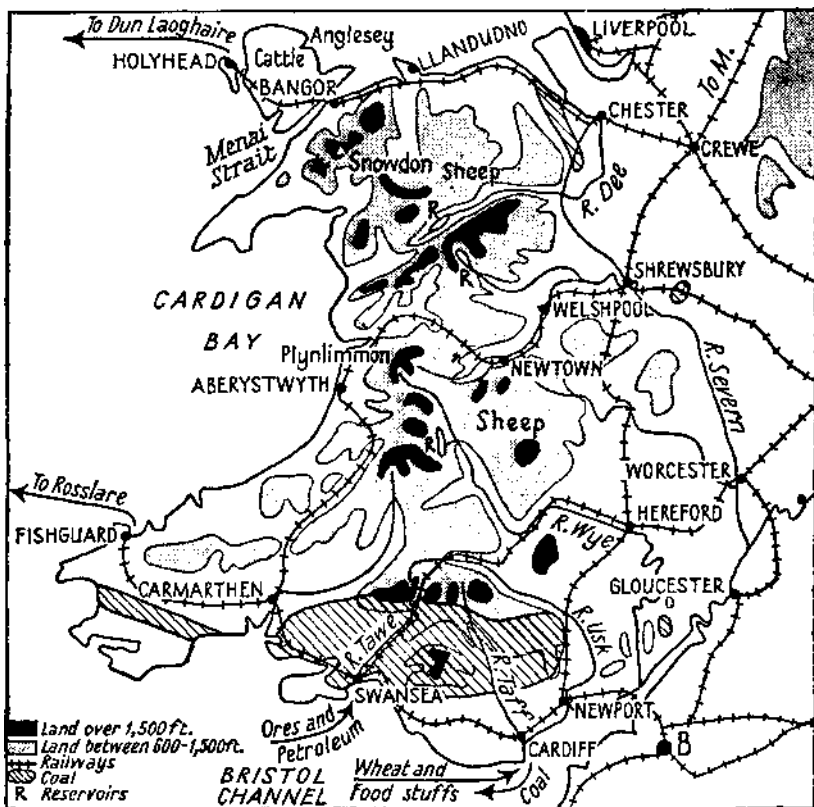 To Dun Laoghaire
Anglesey
LIVERPOOL
HOLYHEAD
Cattle
LLANDUDNO
BANGOR
To M.
CHESTER
Menai
Strait
Snowdon
Sheep
CREWE
R. Dee
R
R
SHREWSBURY
CARDIGAN
BAY
WELSHPOOL
Plynlimmon
NEWTOWN
ABERYSTWYTH
R. Severn
Sheep
R
To Rosslare
WORCESTER
FISHGUARD
HEREFORD
R. Wye
CARMARTHEN
GLOUCESTER
R. Tawe
R. Usk
R. Taff
SWANSEA
Ores and
Petroleum
NEWPORT
B
CARDIFF
Coal
Land over 1,500 ft.
Land between 600-1,500 ft.
Railways
Coal
R Reservoirs
BRISTOL
CHANNEL
Wheat and
Food stuffs